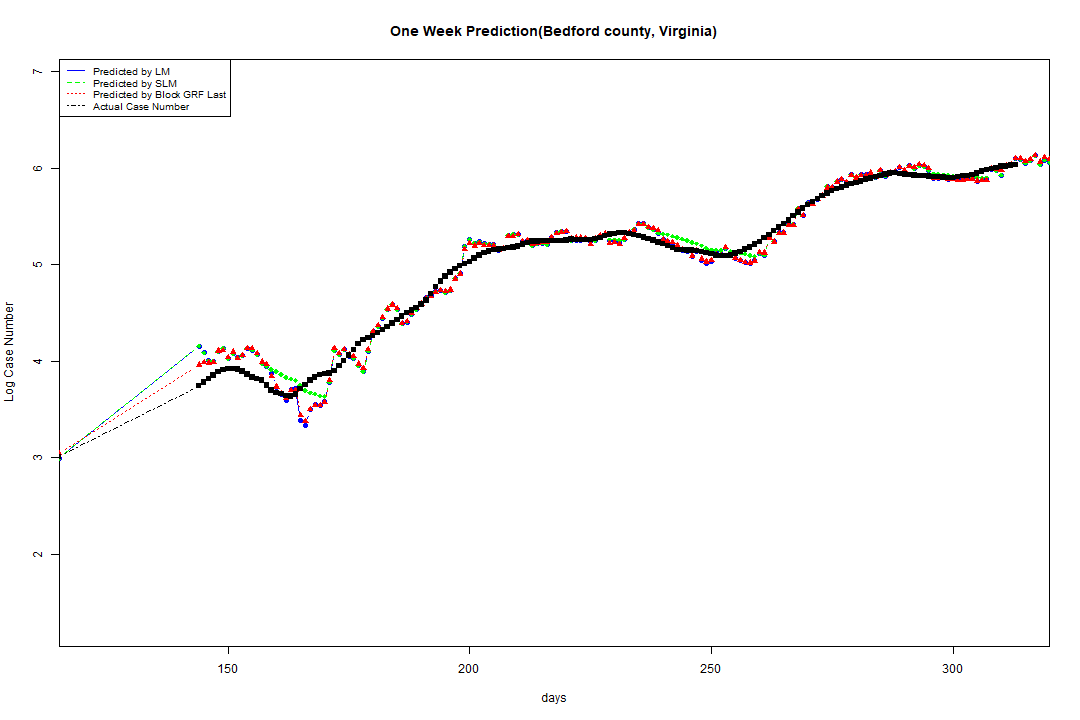 One Week Prediction(Bedford county, Virginia)
Predicted by LM
Predicted by SLM
Predicted by Block GRF Last
Actual Case Number
Log Case Number
7
6
5
4
3
2
150 200 250 300
days